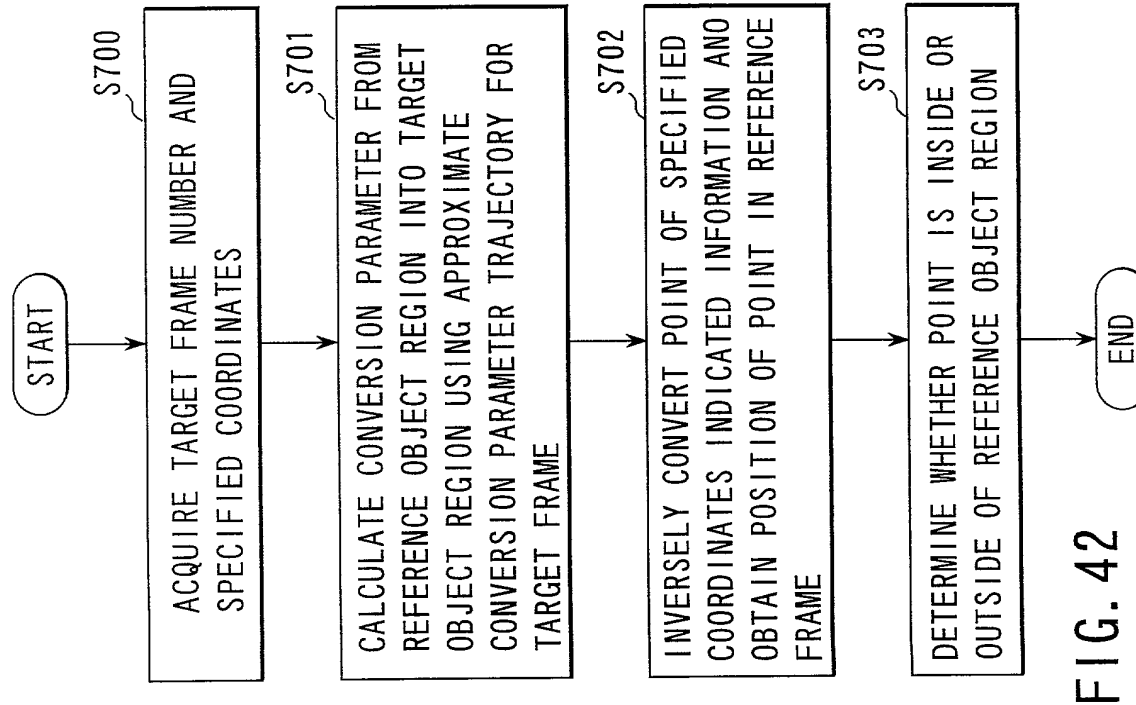 START
S700
ACQUIRE TARGET FRAME NUMBER AND
SPECIFIED COORDINATES
S701
CALCULATE CONVERSION PARAMETER FROM
REFERENCE OBJECT REGION INTO TARGET
OBJECT REGION USING APPROXIMATE
CONVERSION PARAMETER TRAJECTORY FOR
TARGET FRAME
S702
INVERSELY CONVERT POINT OF SPECIFIED
COORDINATES INDICATED INFORMATION AND
OBTAIN POSITION OF POINT IN REFERENCE
FRAME
S703
DETERMINE WHETHER POINT IS INSIDE OR
OUTSIDE OF REFERENCE OBJECT REGION
END
FIG. 42